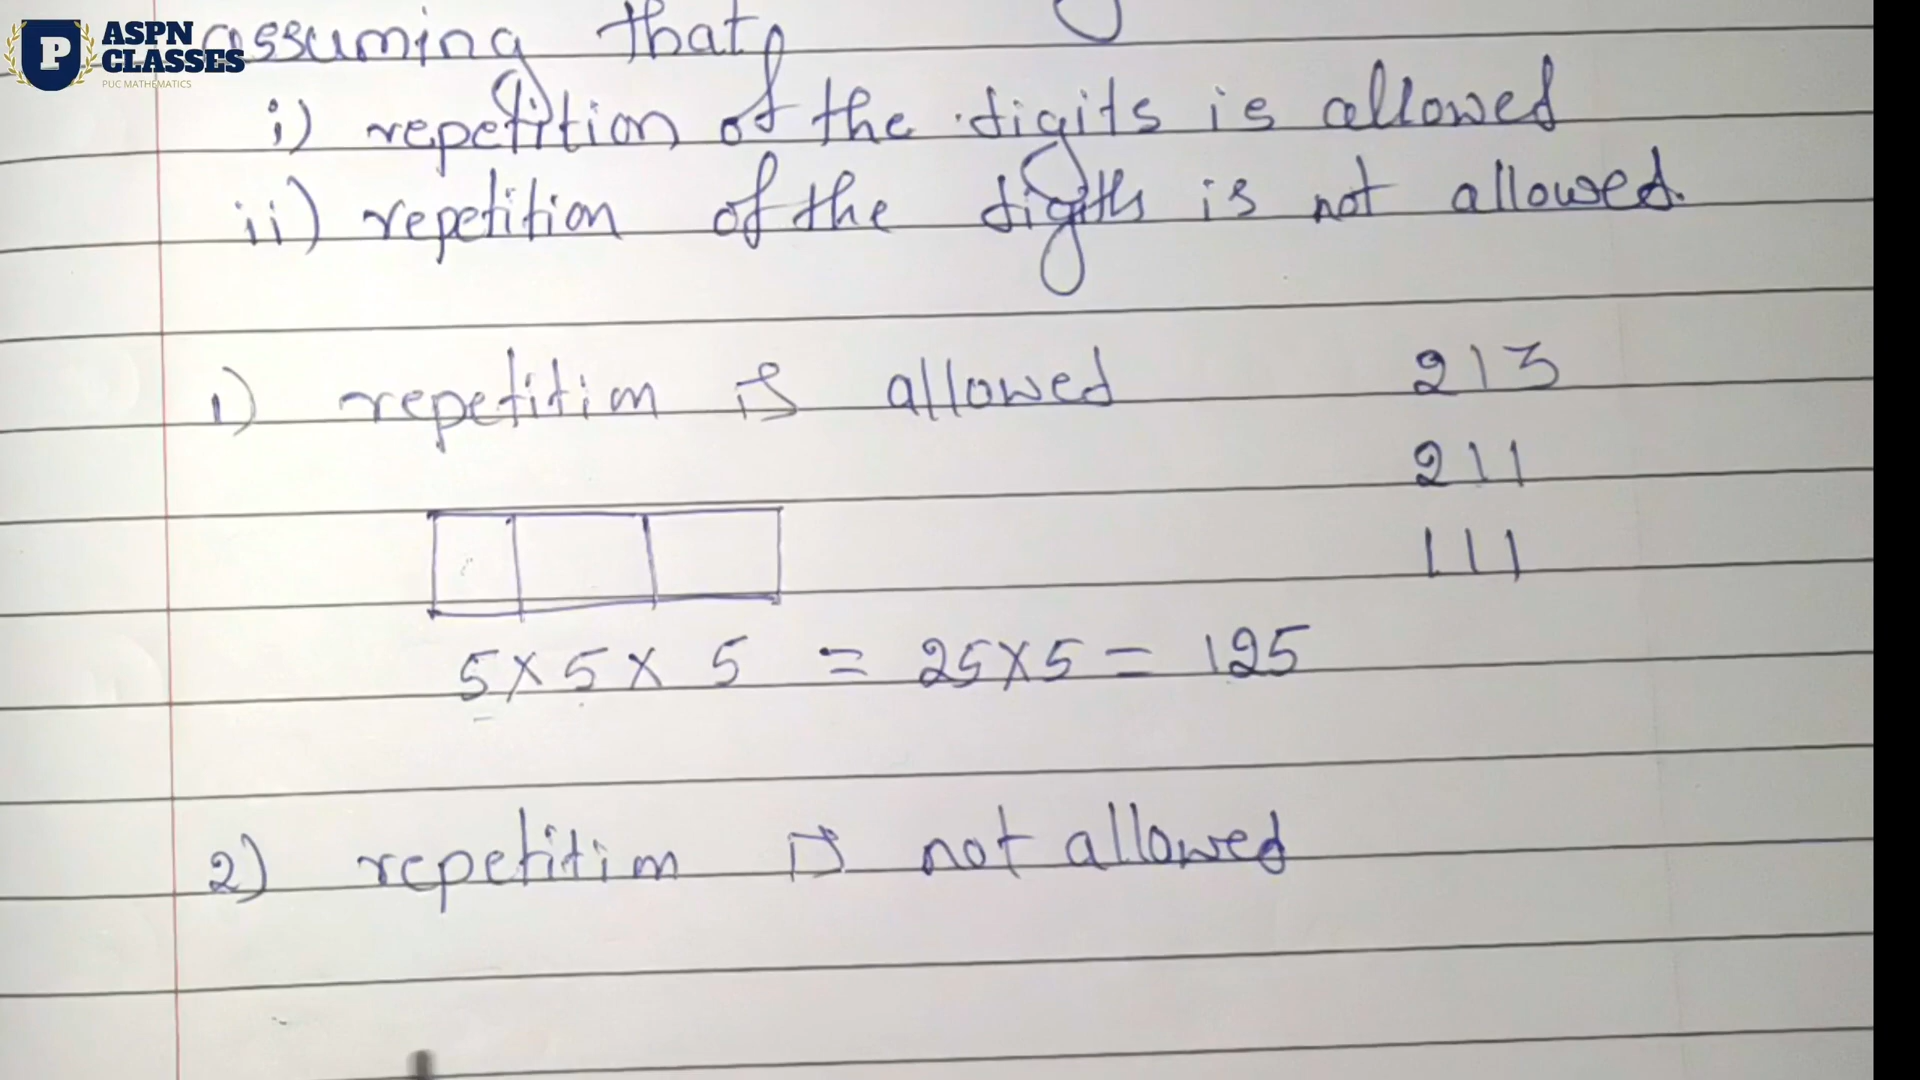 ASPN
CLASSES
PUC MATHEMATICS
P
assuming that,
i) repetition of the digits is allowed
ii) repetition of the digits is not allowed.
1) repetition is allowed
213
211
111
5 × 5 × 5 = 25 × 5 = 125
2) repetition is not allowed